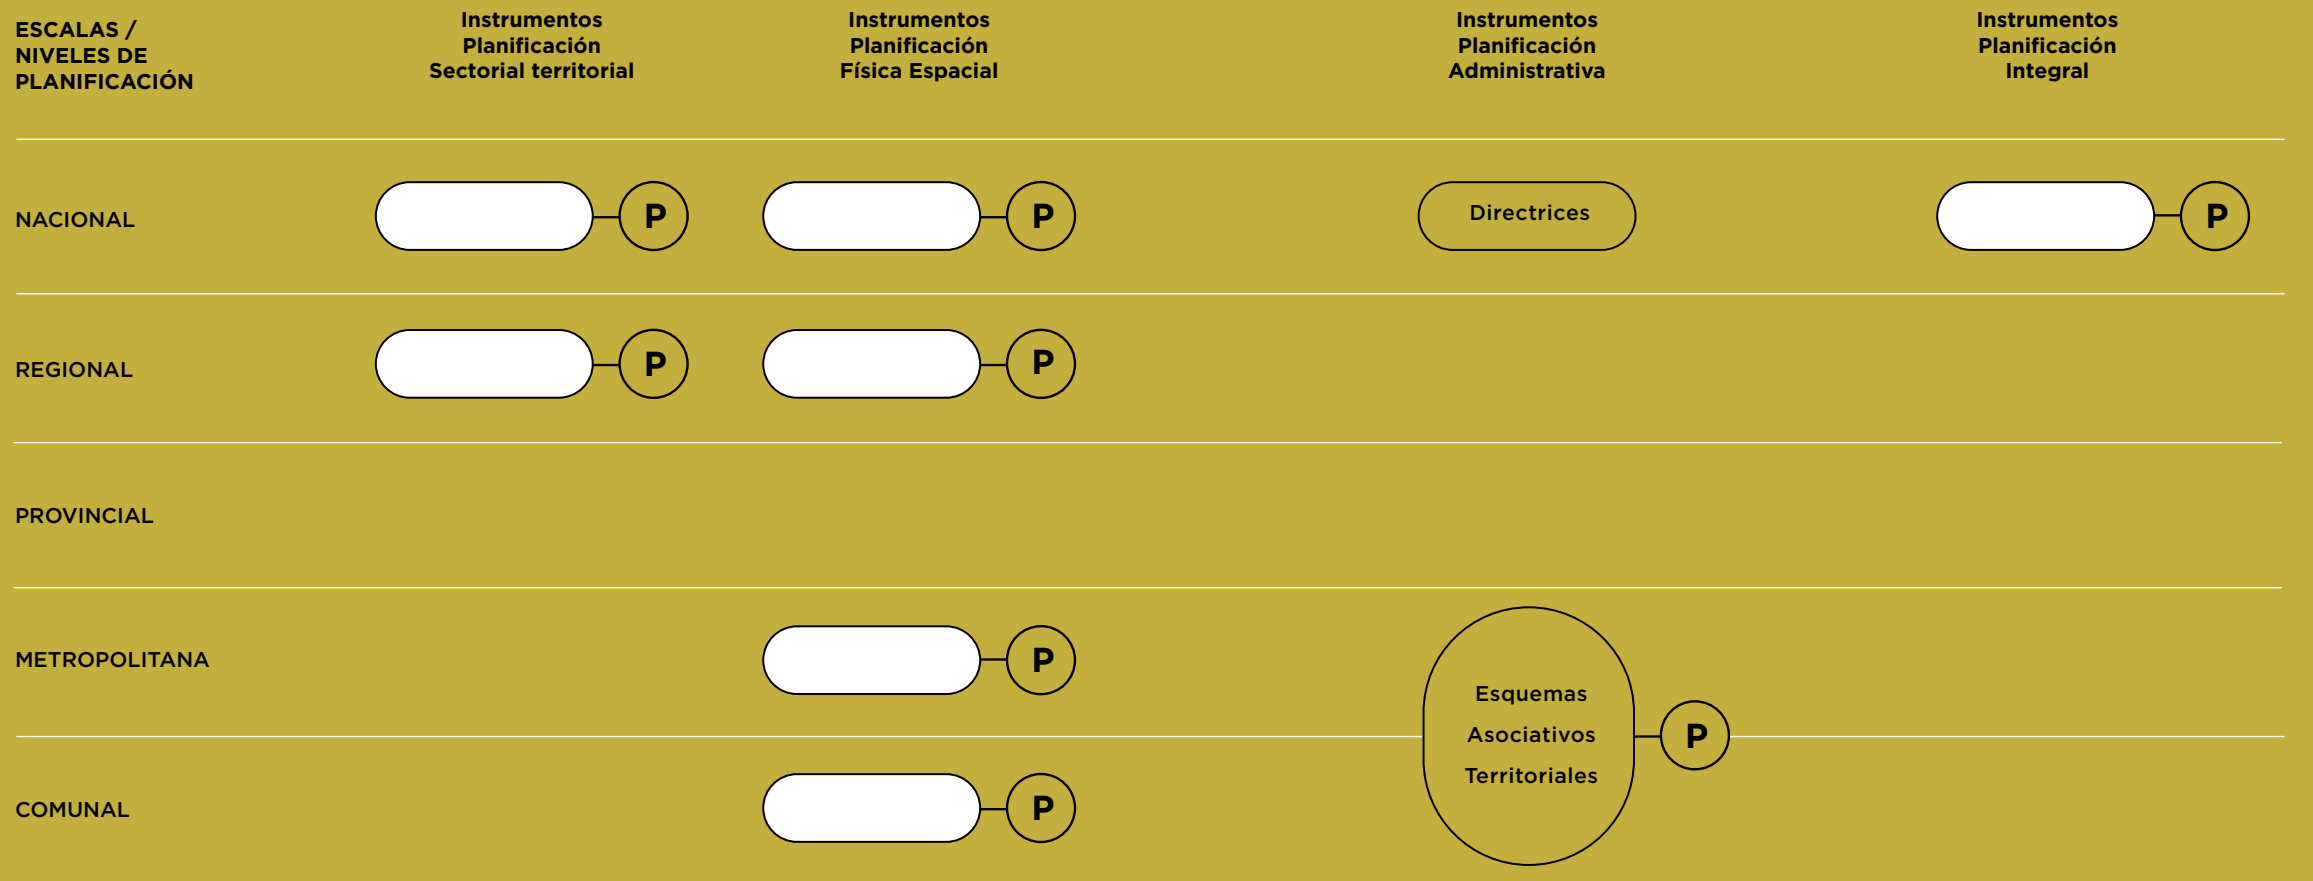 ESCALAS /
NIVELES DE
PLANIFICACIÓN
Instrumentos
Planificación
Sectorial territorial
Instrumentos
Planificación
Física Espacial
Instrumentos
Planificación
Administrativa
Instrumentos
Planificación
Integral
NACIONAL
P
P
Directrices
P
REGIONAL
P
P
PROVINCIAL
METROPOLITANA
P
Esquemas
Asociativos
Territoriales
P
COMUNAL
P